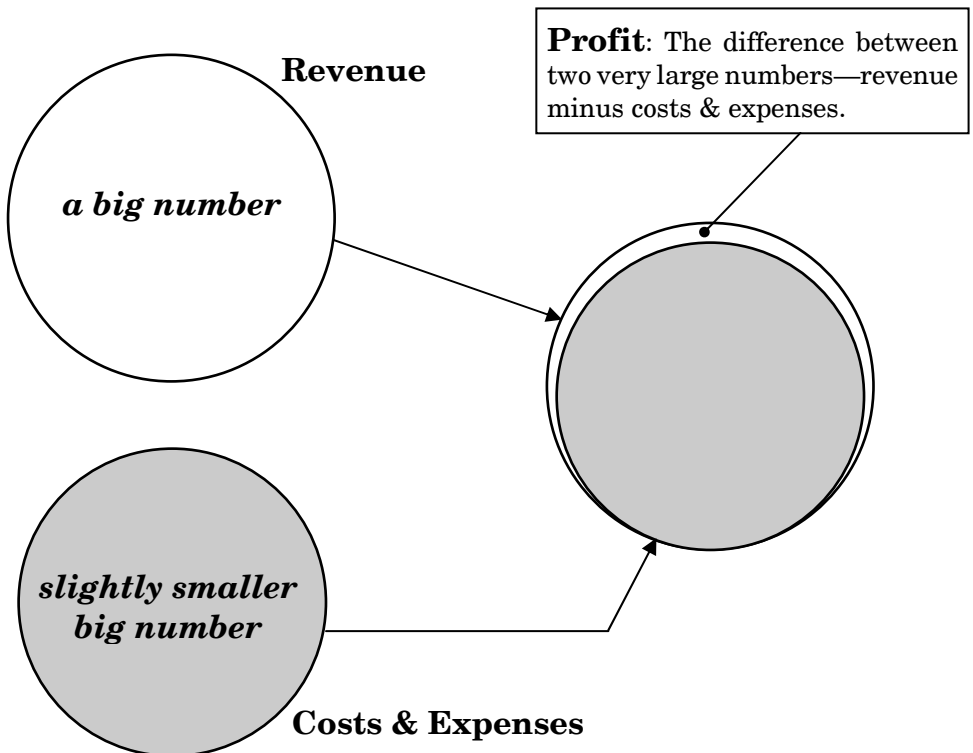 Revenue
a big number
Profit: The difference between
two very large numbers—revenue
minus costs & expenses.
slightly smaller
big number
Costs & Expenses